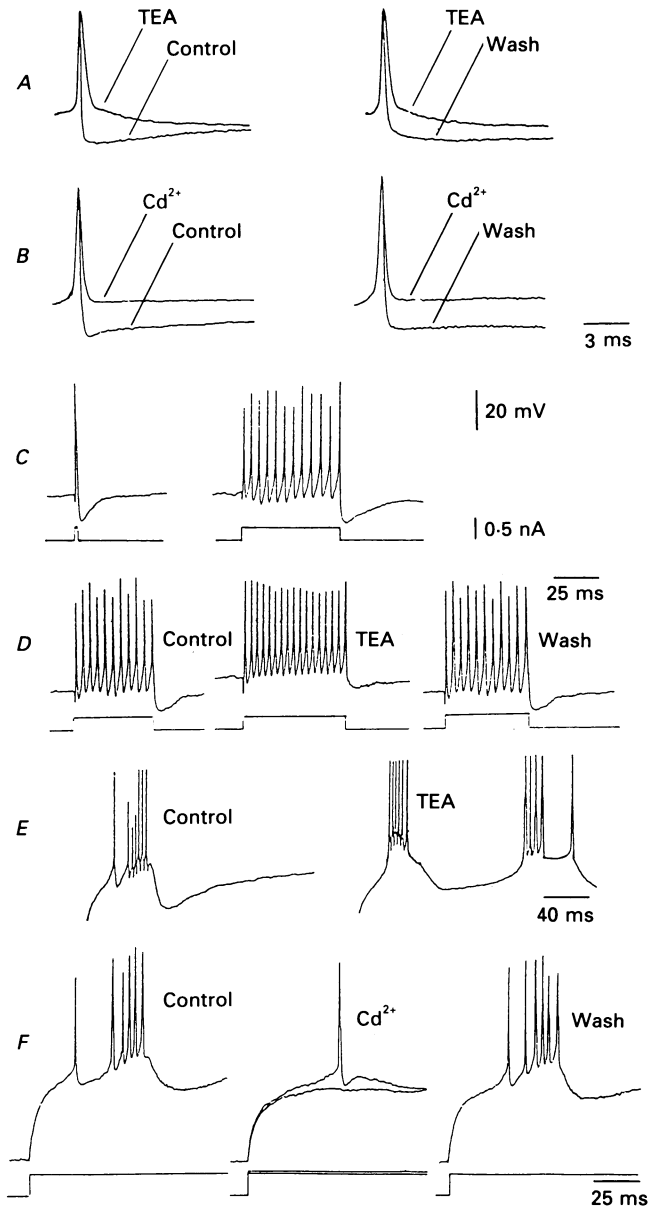 A
TEA
Control
TEA
Wash
B
Cd²⁺
Control
Cd²⁺
Wash
3 ms
C
20 mV
0·5 nA
25 ms
D
Control
TEA
Wash
E
Control
TEA
40 ms
F
Control
Cd²⁺
Wash
25 ms